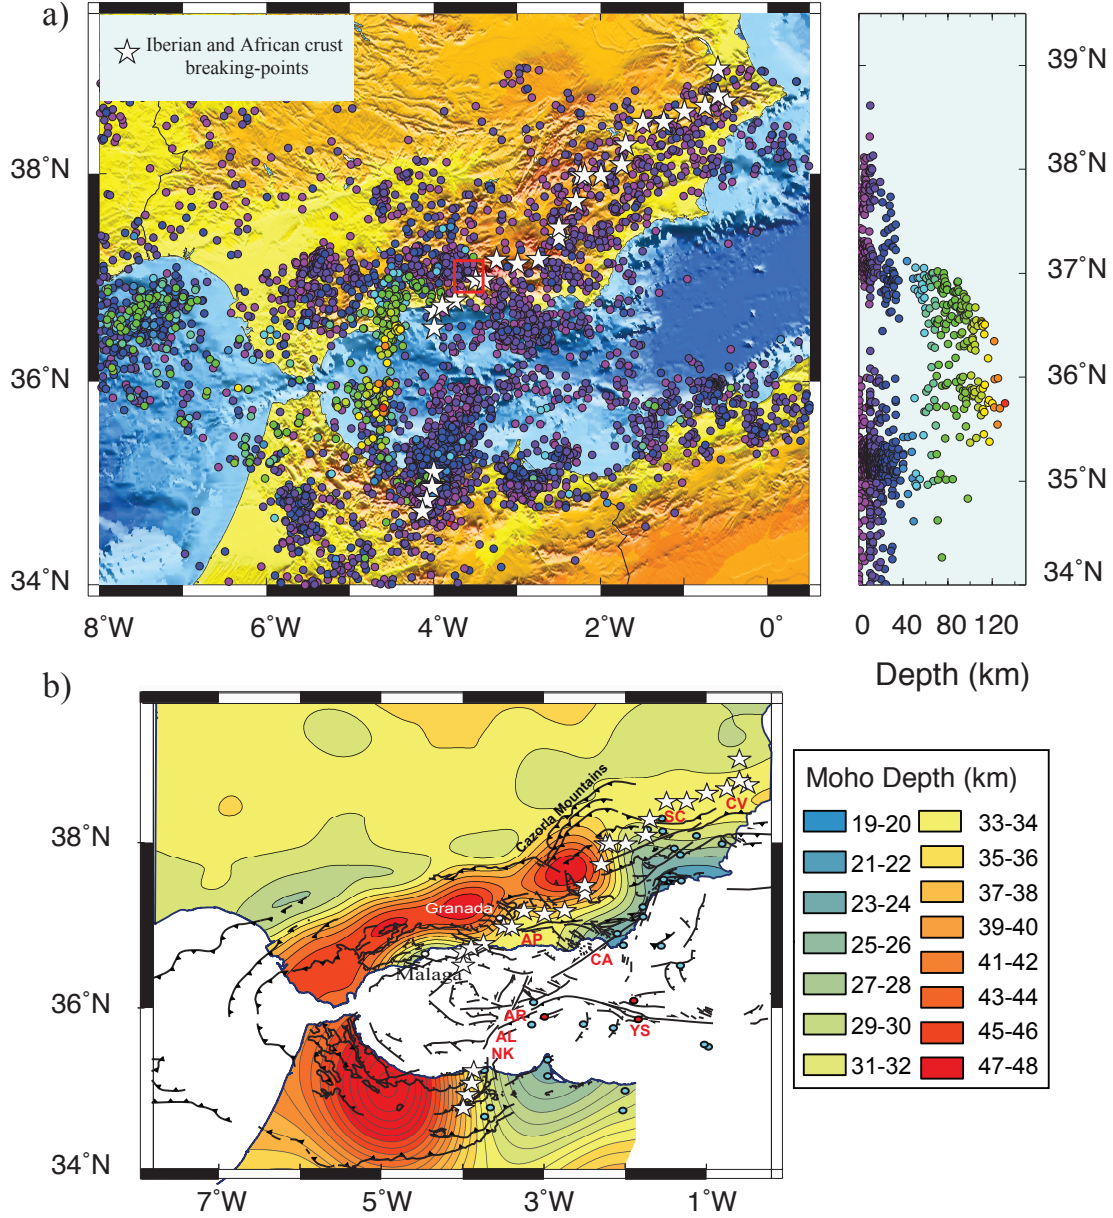 a)
Iberian and African crust
breaking-points
38°N
36°N
34°N
8°W
6°W
4°W
2°W
0°
39°N
38°N
37°N
36°N
35°N
34°N
0
40
80
120
Depth (km)
b)
38°N
36°N
34°N
7°W
5°W
3°W
1°W
Cazorla Mountains
SC
CV
Granada
AP
Malaga
CA
AR
AL
NK
YS
Moho Depth (km)
19-20
21-22
23-24
25-26
27-28
29-30
31-32
33-34
35-36
37-38
39-40
41-42
43-44
45-46
47-48